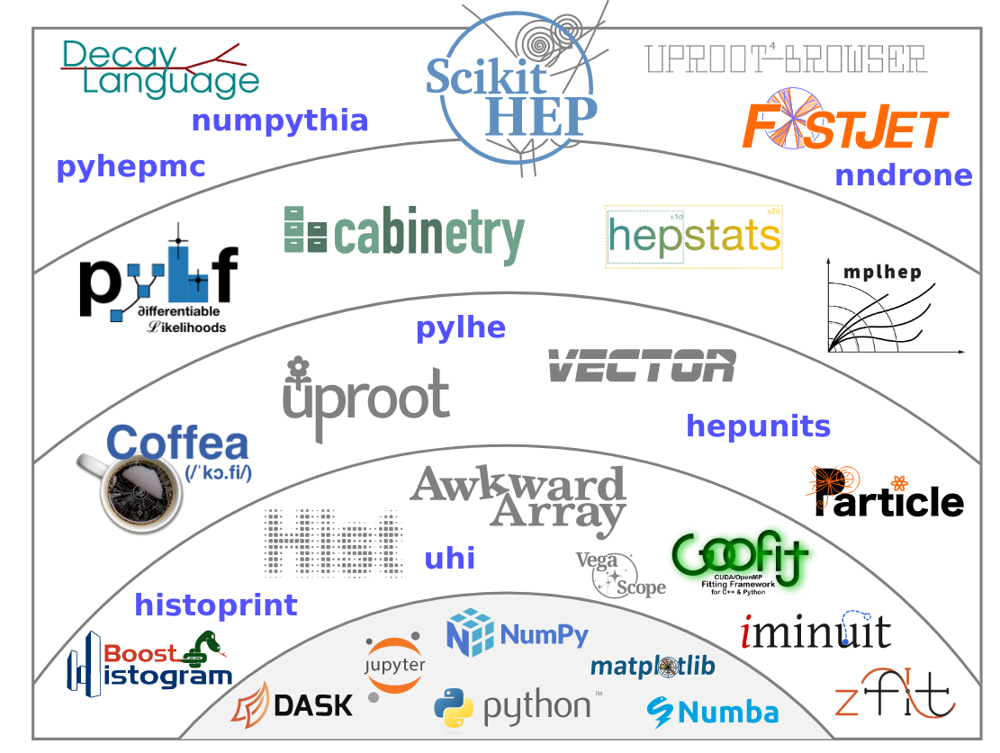 Decay
Language
Scikit
HEP
UPROOT4-BROWSER
numpythia
FASTJET
pyhepmc
nndrone
cabinetry
±1σ
±2σ
hepstats
pyhf
∂ifferentiable
ℒikelihoods
mplhep
pylhe
VECTOR
uproot
hepunits
Coffea
(/ˈkɔ.fi/)
Awkward
Array
Particle
Hist
uhi
Vega
Scope
GooFit
CUDA/OpenMP
Fitting Framework
for C++ & Python
histoprint
iminuit
Boost
Histogram
NumPy
jupyter
matplotlib
zfit
DASK
python™
Numba